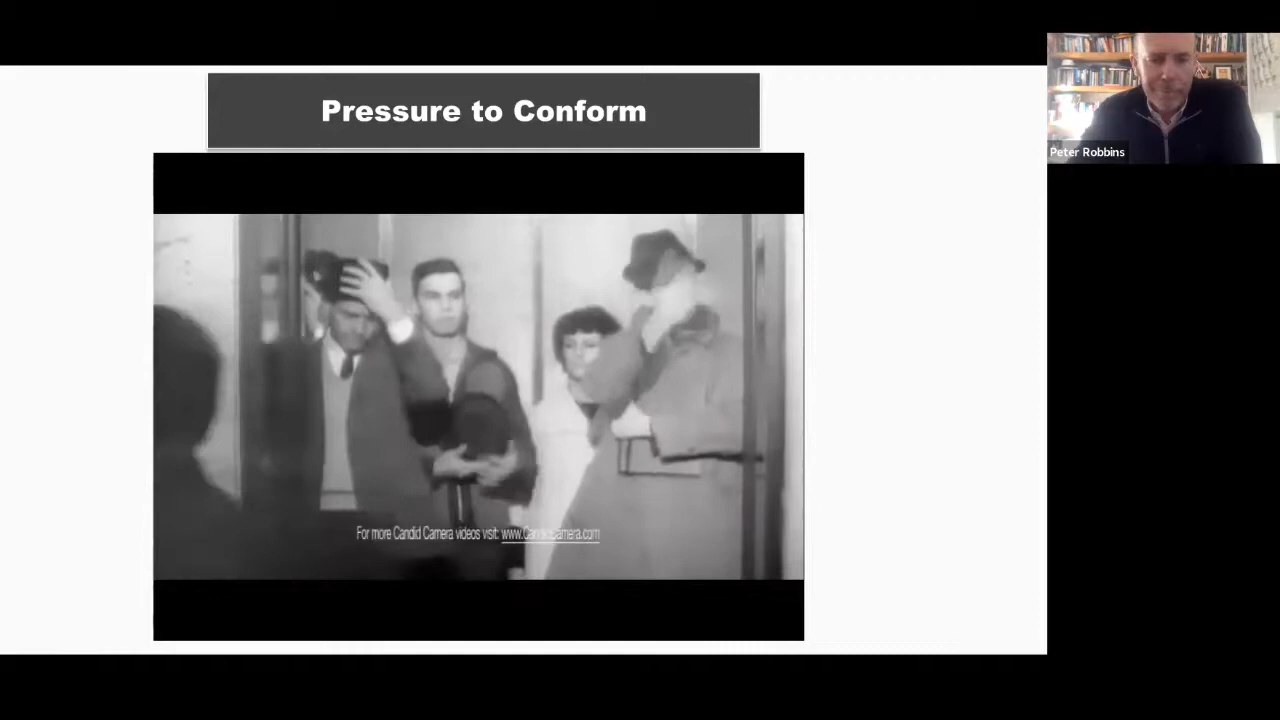 Pressure to Conform
Peter Robbins
For more Candid Camera videos visit: www.CandidCamera.com